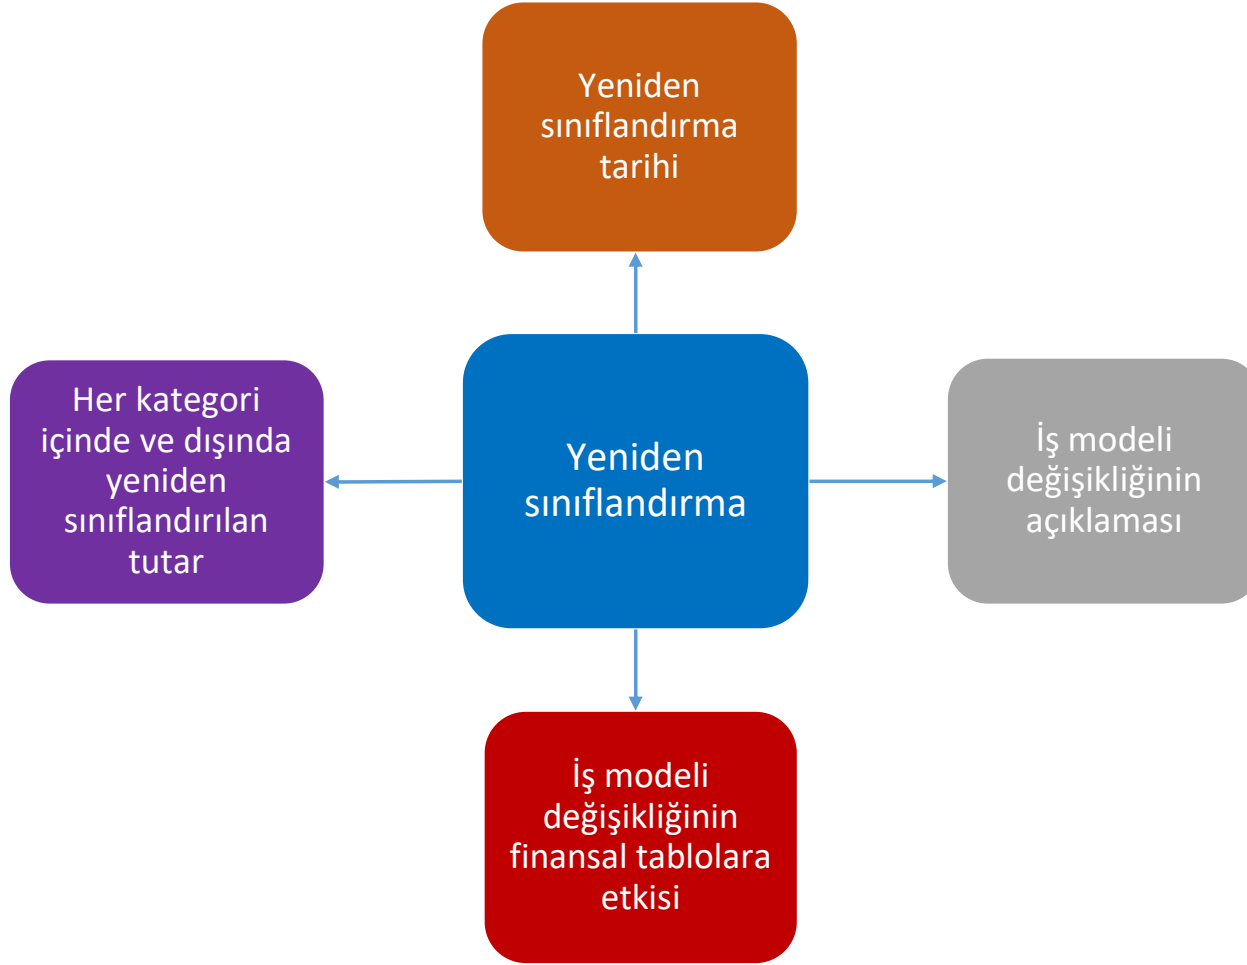 Yeniden
sınıflandırma
tarihi
Her kategori
içinde ve dışında
yeniden
sınıflandırılan
tutar
Yeniden
sınıflandırma
İş modeli
değişikliğinin
açıklaması
İş modeli
değişikliğinin
finansal tablolara
etkisi